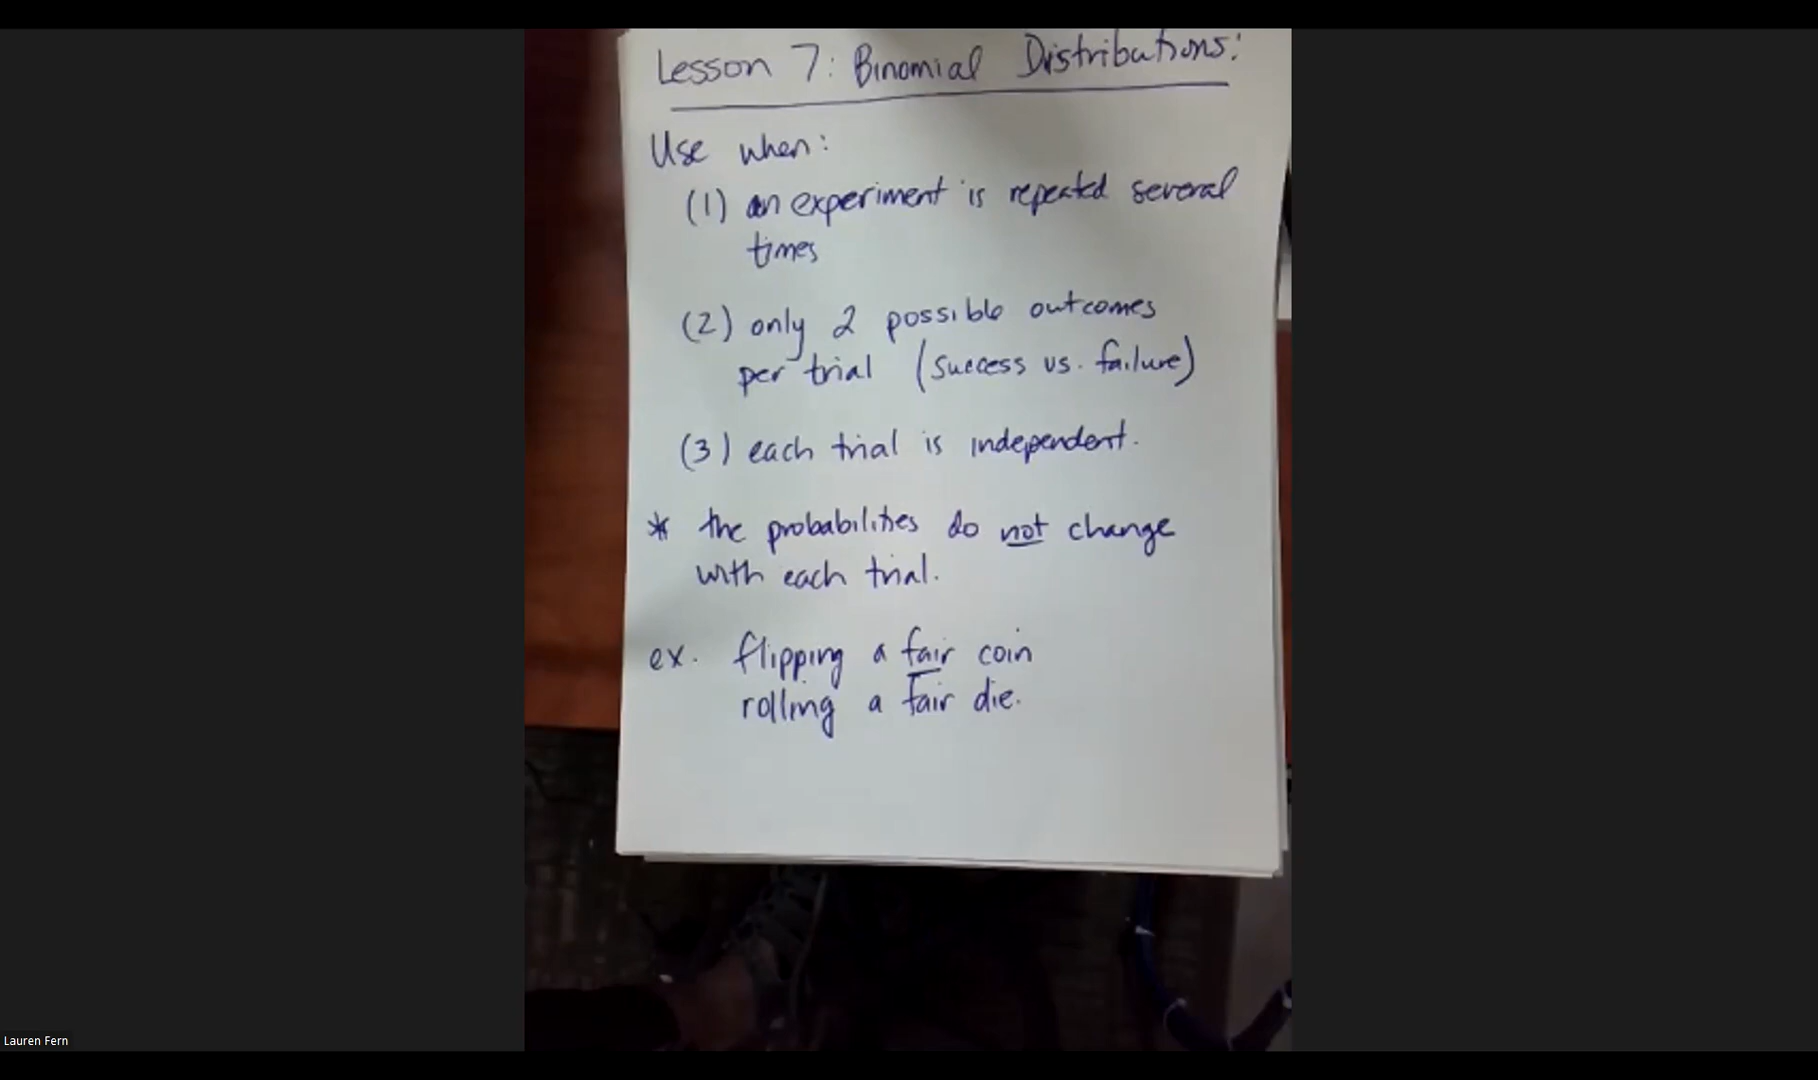 Lesson 7: Binomial Distributions:
Use when:
(1) an experiment is repeated several
times
(2) only 2 possible outcomes
per trial (success vs. failure)
(3) each trial is independent.
* the probabilities do not change
with each trial.
ex. flipping a fair coin
rolling a fair die.
Lauren Fern